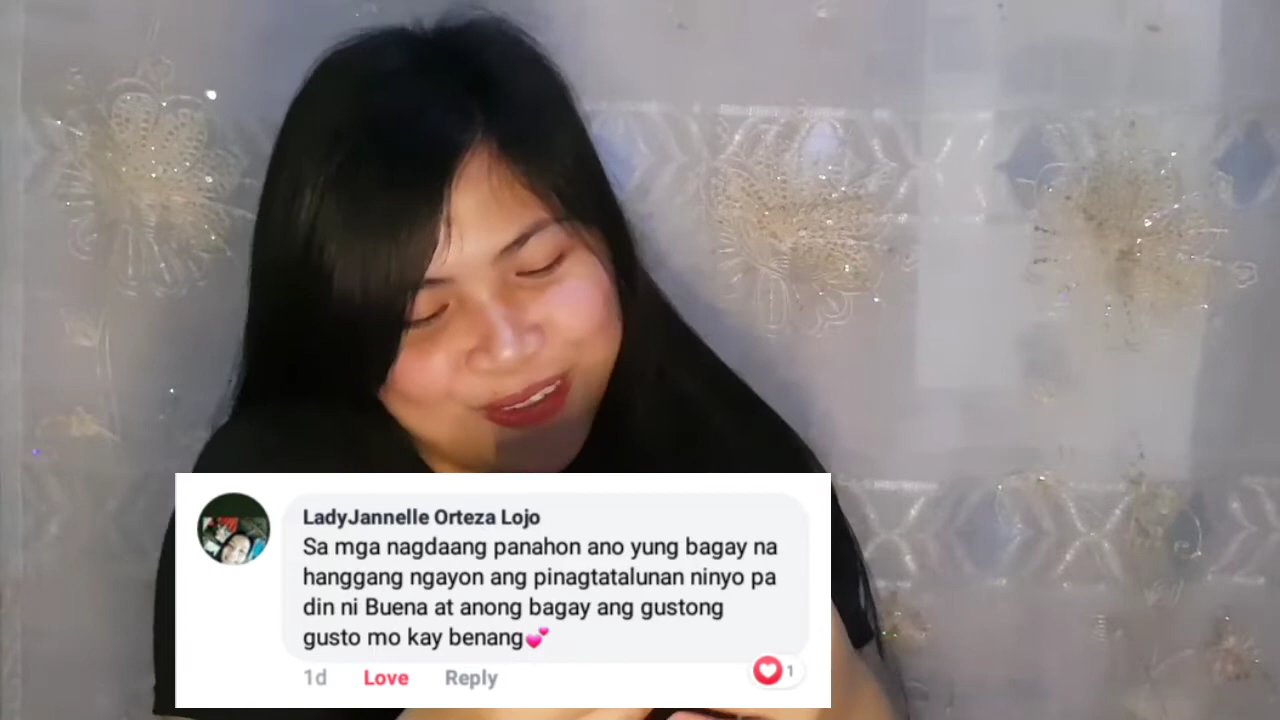 LadyJannelle Orteza Lojo
Sa mga nagdaang panahon ano yung bagay na
hanggang ngayon ang pinagtatalunan ninyo pa
din ni Buena at anong bagay ang gustong
gusto mo kay benang💕
1d Love Reply 1